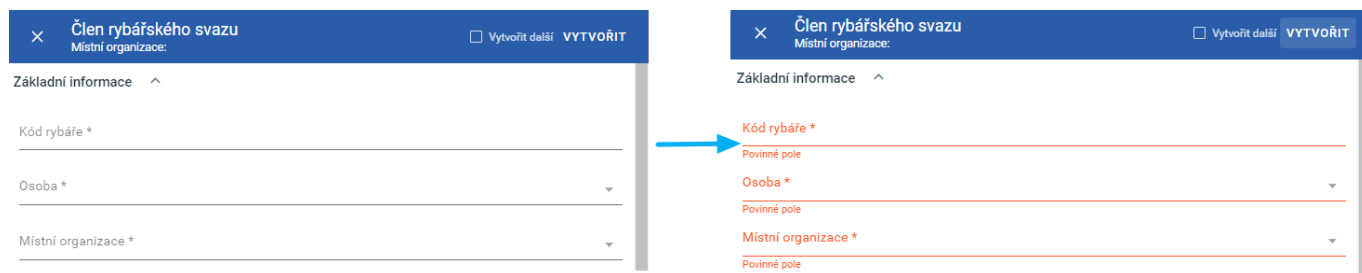 Člen rybářského svazu
Místní organizace:
Vytvořit další VYTVOŘIT
Základní informace
Kód rybáře *
Osoba *
Místní organizace *
Člen rybářského svazu
Místní organizace:
Vytvořit další VYTVOŘIT
Základní informace
Kód rybáře *
Povinné pole
Osoba *
Povinné pole
Místní organizace *
Povinné pole